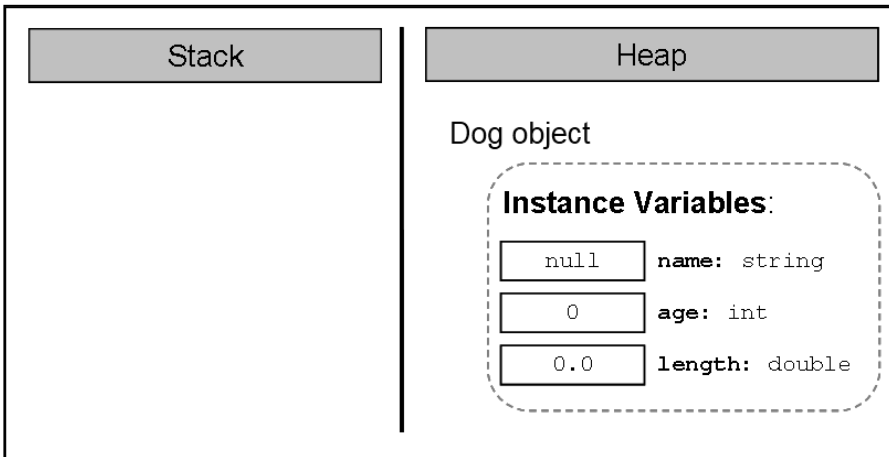 Stack
Heap
Dog object
Instance Variables:
null name: string
0 age: int
0.0 length: double